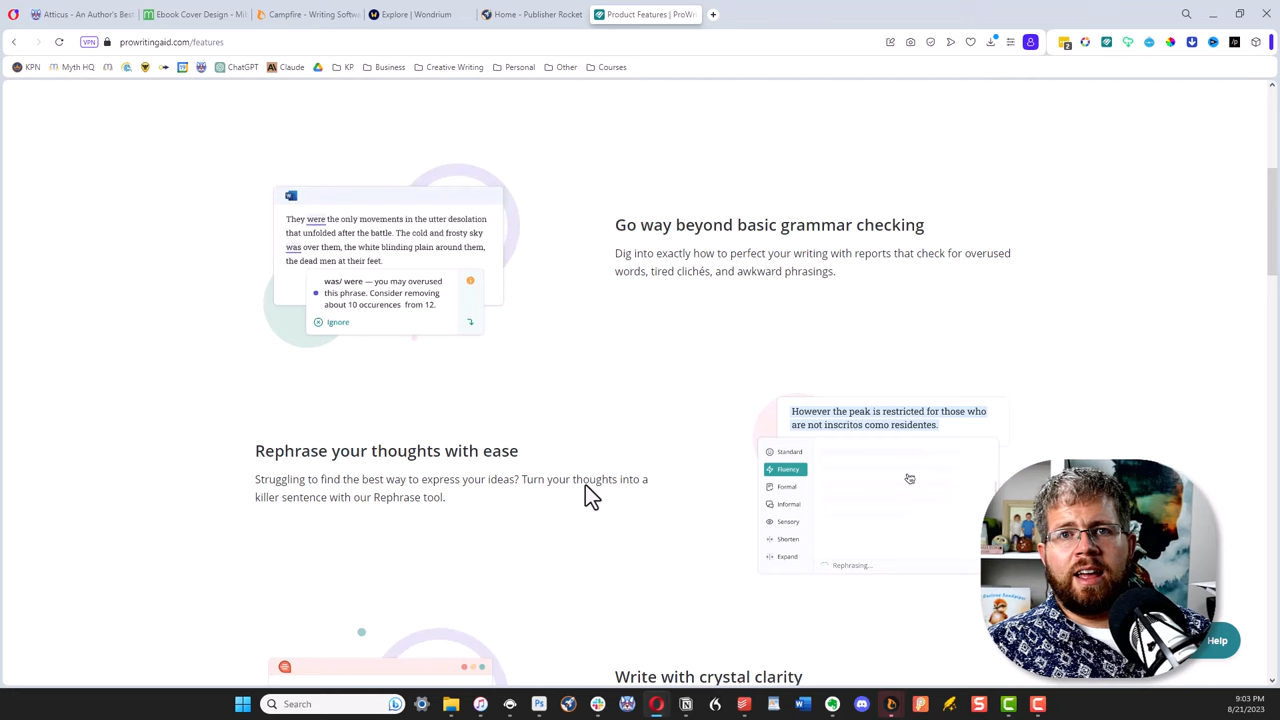 Atticus - An Author's Best
Ebook Cover Design - Mi
Campfire - Writing Softw
Explore | Wondrium
Home - Publisher Rocket
Product Features | ProWri
VPN
prowritingaid.com/features
2
KPN
Myth HQ
ChatGPT
Claude
KP
Business
Creative Writing
Personal
Other
Courses
They were the only movements in the utter desolation
that unfolded after the battle. The cold and frosty sky
was over them, the white blinding plain around them,
the dead men at their feet.
was/ were — you may overused
this phrase. Consider removing
about 10 occurences from 12.
Ignore
Go way beyond basic grammar checking
Dig into exactly how to perfect your writing with reports that check for overused
words, tired clichés, and awkward phrasings.
Rephrase your thoughts with ease
Struggling to find the best way to express your ideas? Turn your thoughts into a
killer sentence with our Rephrase tool.
However the peak is restricted for those who
are not inscritos como residentes.
Standard
Fluency
Formal
Informal
Sensory
Shorten
Expand
Rephrasing...
Write with crystal clarity
Help
Search
9:03 PM
8/21/2023